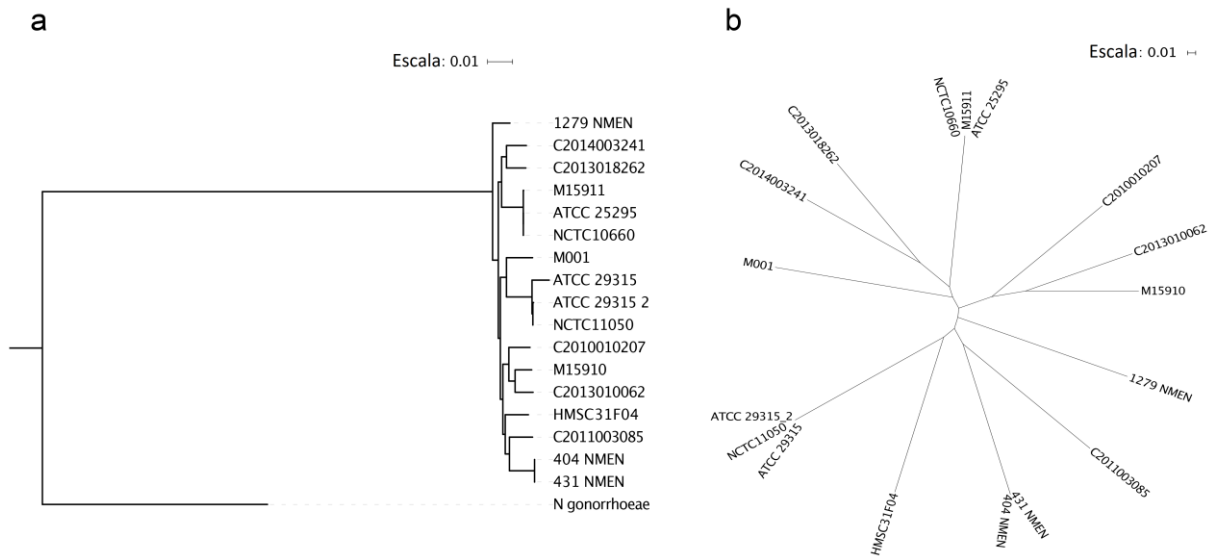 a
Escala: 0.01
1279 NMEN
C2014003241
C2013018262
M15911
ATCC 25295
NCTC10660
M001
ATCC 29315
ATCC 29315 2
NCTC11050
C2010010207
M15910
C2013010062
HMSC31F04
C2011003085
404 NMEN
431 NMEN
N gonorrhoeae
b
Escala: 0.01
NCTC10660
M15911
ATCC 25295
C2013018262
C2014003241
C2010010207
C2013010062
M001
M15910
1279 NMEN
ATCC 29315_2
NCTC11050
ATCC 29315
C2011003085
HMSC31F04
404 NMEN
431 NMEN